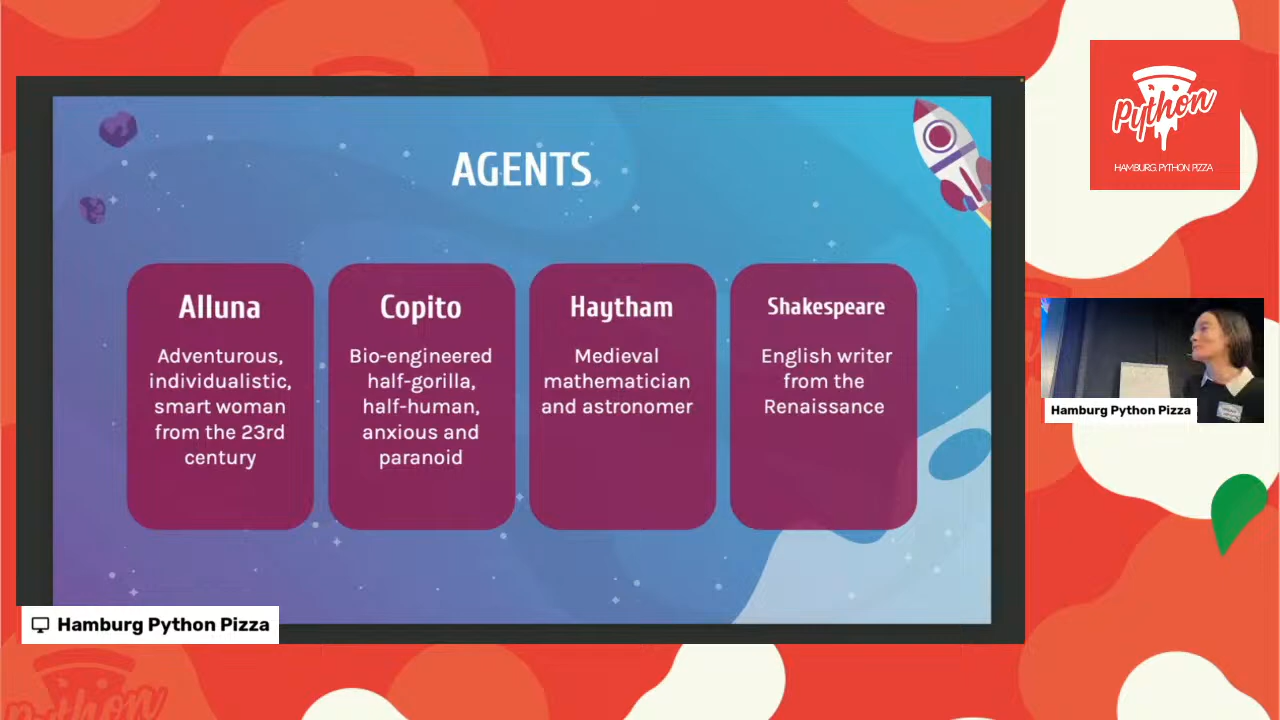 AGENTS
Alluna
Adventurous,
individualistic,
smart woman
from the 23rd
century
Copito
Bio-engineered
half-gorilla,
half-human,
anxious and
paranoid
Haytham
Medieval
mathematician
and astronomer
Shakespeare
English writer
from the
Renaissance
Python
HAMBURG PYTHON PIZZA
Hamburg Python Pizza
Hamburg Python Pizza
Python